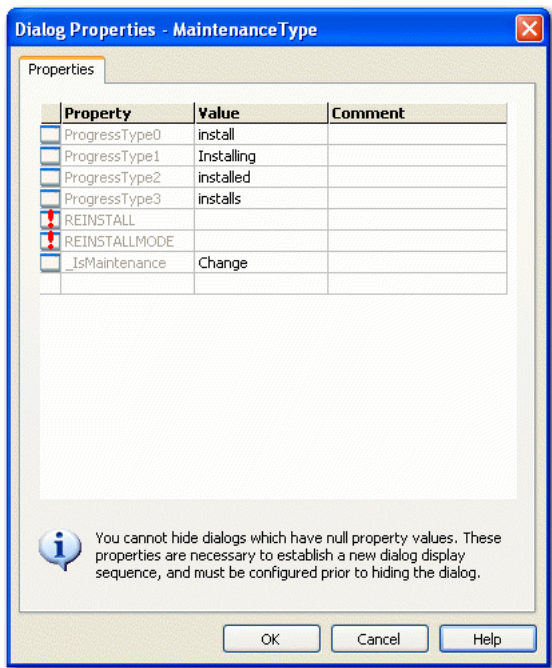 Dialog Properties - MaintenanceType
Properties
Property Value Comment
ProgressType0 install
ProgressType1 Installing
ProgressType2 installed
ProgressType3 installs
REINSTALL
REINSTALLMODE
_IsMaintenance Change
You cannot hide dialogs which have null property values. These
properties are necessary to establish a new dialog display
sequence, and must be configured prior to hiding the dialog.
OK Cancel Help